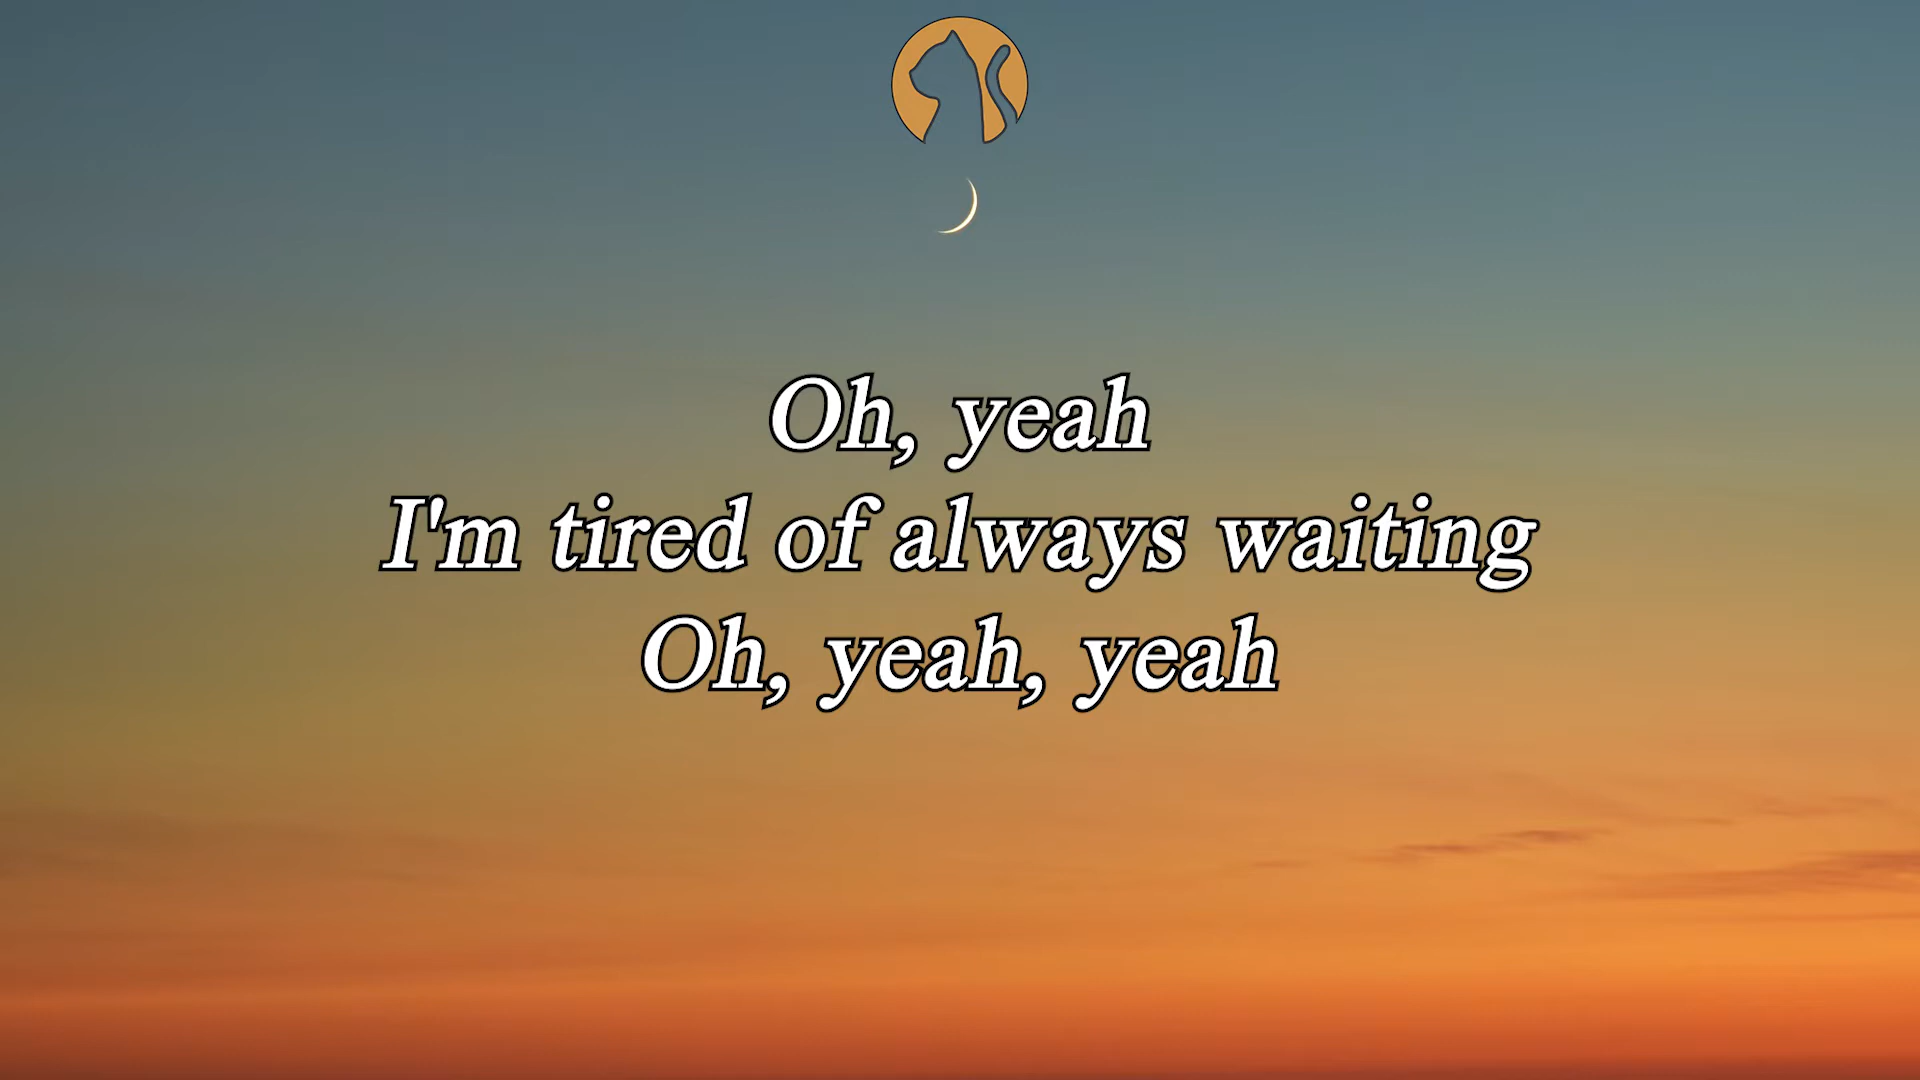 Oh, yeah
I'm tired of always waiting
Oh, yeah, yeah